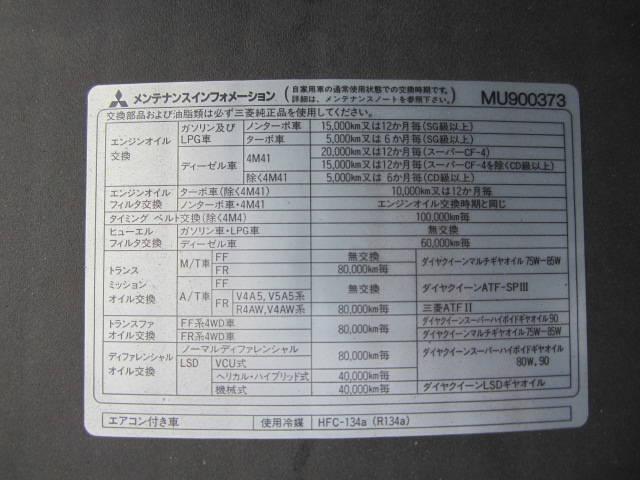 メンテナンスインフォメーション (自家用車の通常使用状態での交換時期です。 MU900373
詳細は、メンテナンスノートを参照下さい。)
交換部品および油脂類は必ず三菱純正品を使用してください。
エンジンオイル交換 ガソリン及びLPG車 ノンターボ車 15,000km又は12か月毎(SG級以上)
ターボ車 5,000km又は 6か月毎(SG級以上)
ディーゼル車 4M41 20,000km又は12か月毎(スーパーCF-4)
15,000km又は12か月毎(スーパーCF-4を除くCD級以上)
除く4M41 5,000km又は 6か月毎(CD級以上)
エンジンオイル ターボ車(除く4M41) 10,000km又は12か月毎
フィルタ交換 ノンターボ車・4M41 エンジンオイル交換時期と同じ
タイミング ベルト交換(除く4M4) 100,000km毎
ヒューエル ガソリン車・LPG車 無交換
フィルタ交換 ディーゼル車 60,000km毎
トランスミッションオイル交換 M/T車 FF 無交換 ダイヤクイーンマルチギヤオイル 75W-85W
FR 80,000km毎
A/T車 FF 無交換 ダイヤクイーンATF-SPIII
FR V4A5, V5A5系
R4AW,V4AW系 80,000km毎 三菱ATFⅡ
トランスファ FF系4WD車 80,000km毎 ダイヤクイーンスーパーハイポイドギヤオイル90
オイル交換 FR系4WD車 ダイヤクイーンマルチギヤオイル 75W-85W
ディファレンシャルオイル交換 ノーマルディファレンシャル 80,000km毎 ダイヤクイーンスーパーハイポイドギヤオイル
LSD VCU式 80W,90
ヘリカル・ハイブリッド式 40,000km毎
機械式 40,000km毎 ダイヤクイーンLSDギヤオイル
エアコン付き車 使用冷媒 HFC-134a (R134a)